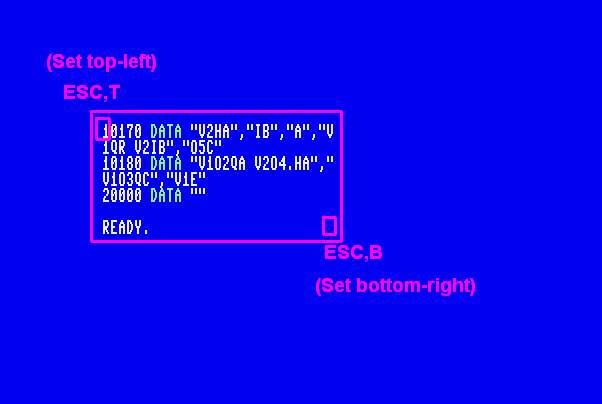 (Set top-left)
ESC,T
10170 DATA "V2HA","IB","A","V
1QR V2IB","O5C"
10180 DATA "V1O2QA V2O4.HA","
V1O3QC","V1E"
20000 DATA ""
READY.
ESC,B
(Set bottom-right)